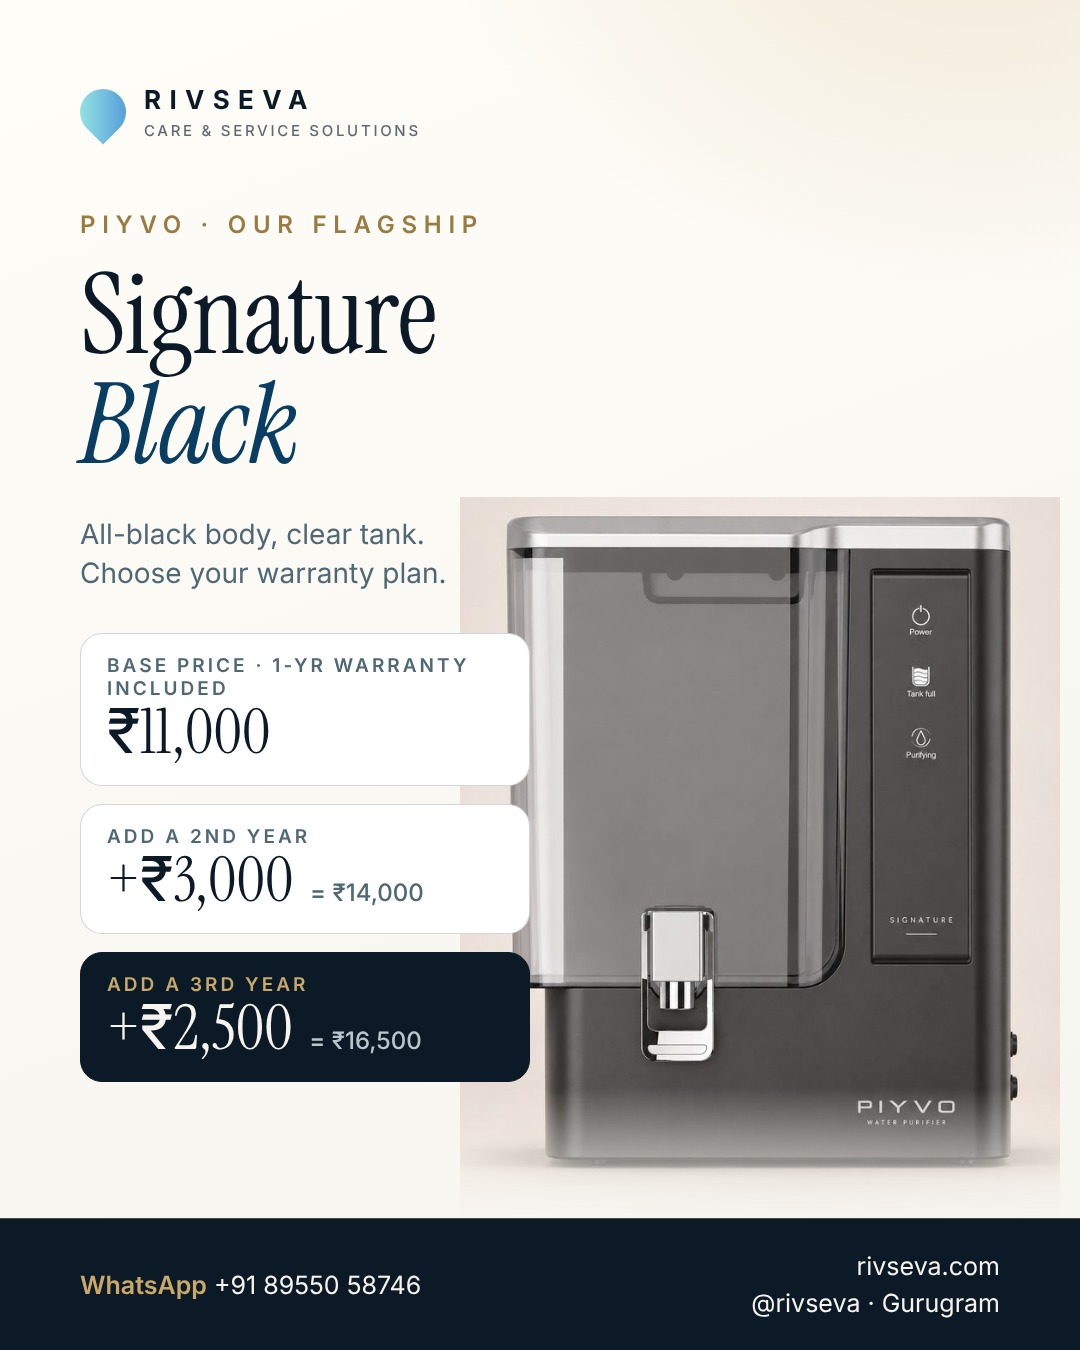 RIVSEVA
CARE & SERVICE SOLUTIONS
PIYVO · OUR FLAGSHIP
Signature
Black
All-black body, clear tank.
Choose your warranty plan.
BASE PRICE · 1-YR WARRANTY
INCLUDED
₹11,000
ADD A 2ND YEAR
+₹3,000 = ₹14,000
ADD A 3RD YEAR
+₹2,500 = ₹16,500
Power
Tank full
Purifying
SIGNATURE
PIYVO
WATER PURIFIER
WhatsApp +91 89550 58746
rivseva.com
@rivseva · Gurugram